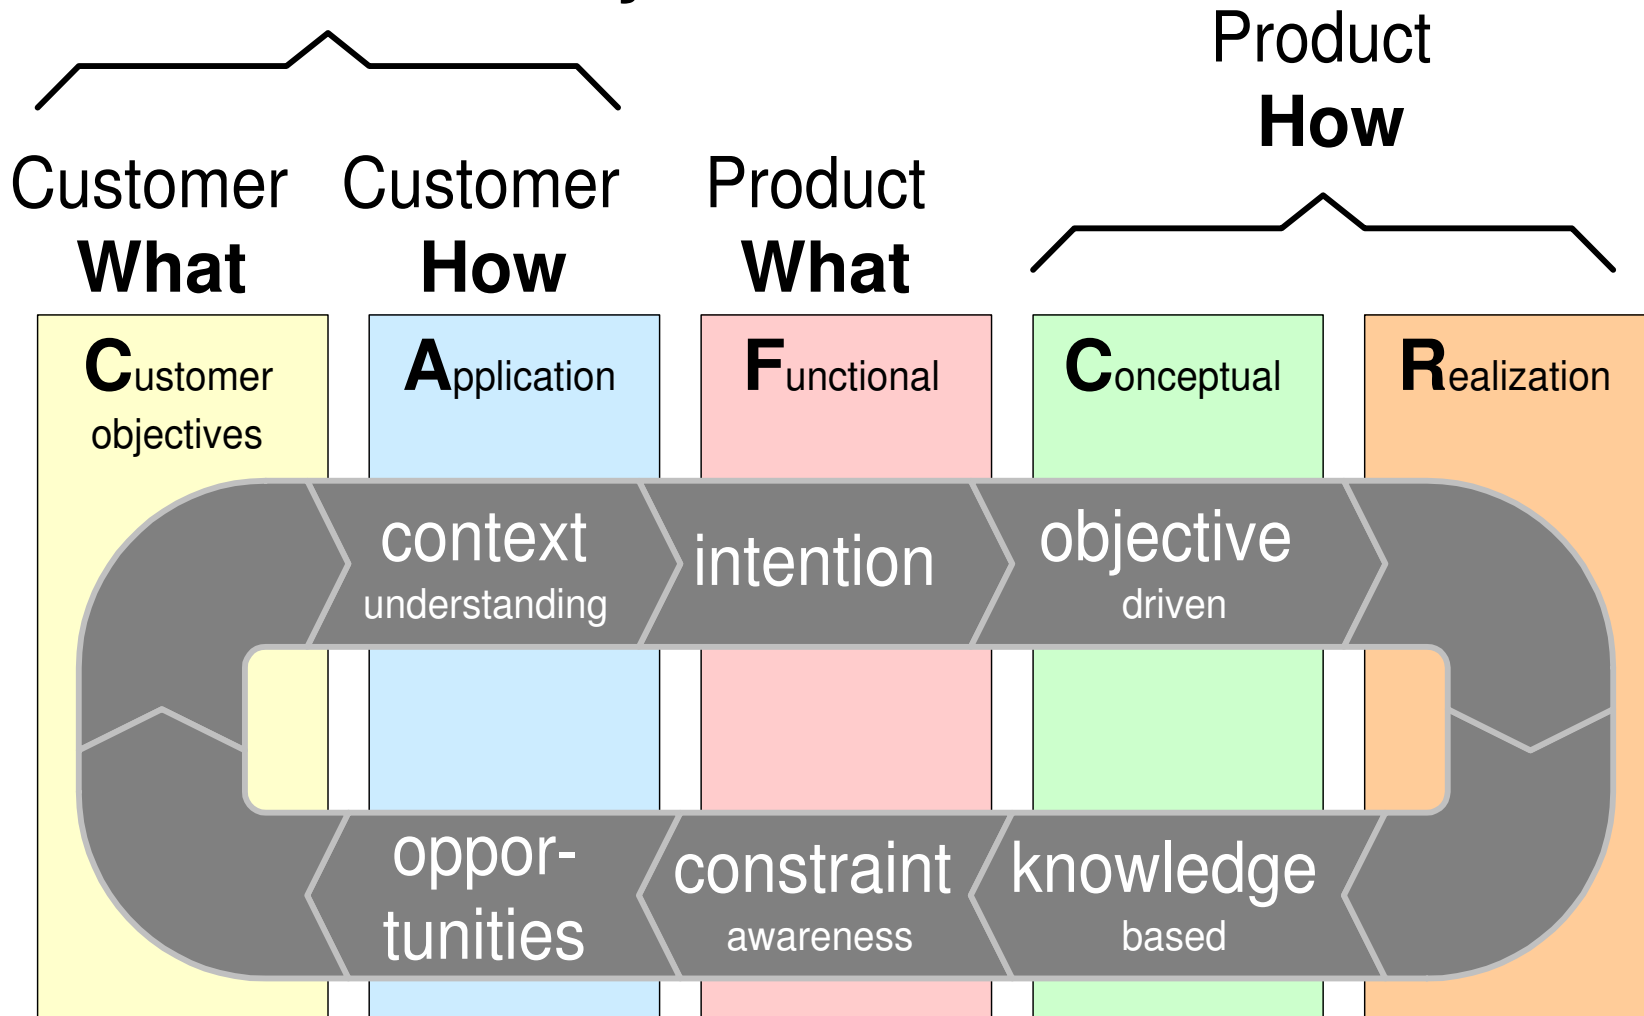 Product
How
Customer
What
Customer
How
Product
What
Customer
objectives
Application
Functional
Conceptual
Realization
context
understanding
intention
objective
driven
oppor-
tunities
constraint
awareness
knowledge
based